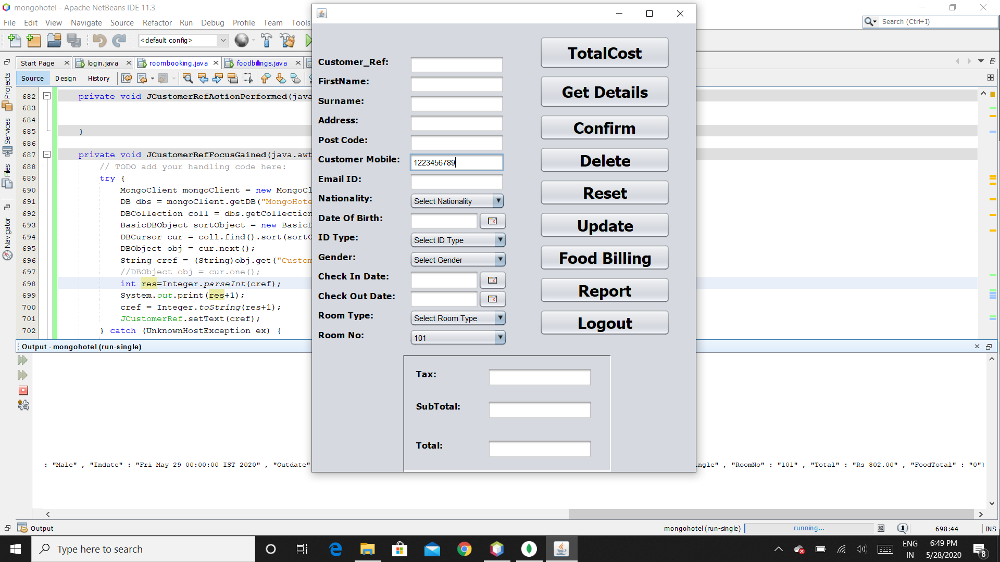 mongohotel - Apache NetBeans IDE 11.3
File Edit View Navigate Source Refactor Run Debug Profile Team Tools
Search (Ctrl+I)
<default config>
Start Page
login.java
roombooking.java
foodbillings.java
Source Design History
Projects
Services
Files
Navigator
682 private void JCustomerRefActionPerformed(java
683
684
685 }
686
687 private void JCustomerRefFocusGained(java.awt
688 // TODO add your handling code here:
689 try {
690 MongoClient mongoClient = new MongoCl
691 DB dbs = mongoClient.getDB("MongoHote
692 DBCollection coll = dbs.getCollection
693 BasicDBObject sortObject = new BasicD
694 DBCursor cur = coll.find().sort(sortO
695 DBObject obj = cur.next();
696 String cref = (String)obj.get("Custom
697 //DBObject obj = cur.one();
698 int res=Integer.parseInt(cref);
699 System.out.print(res+1);
700 cref = Integer.toString(res+1);
701 JCustomerRef.setText(cref);
702 } catch (UnknownHostException ex) {
Customer_Ref:
FirstName:
Surname:
Address:
Post Code:
Customer Mobile: 1223456789
Email ID:
Nationality: Select Nationality
Date Of Birth:
ID Type: Select ID Type
Gender: Select Gender
Check In Date:
Check Out Date:
Room Type: Select Room Type
Room No: 101
TotalCost
Get Details
Confirm
Delete
Reset
Update
Food Billing
Report
Logout
Tax:
SubTotal:
Total:
Output - mongohotel (run-single)
: "Male" , "Indate" : "Fri May 29 00:00:00 IST 2020" , "Outdate" ngle" , "RoomNo" : "101" , "Total" : "Rs 802.00" , "FoodTotal" : "0"}
Output
mongohotel (run-single)
running...
1
698:44
INS
Type here to search
ENG
IN
6:49 PM
5/28/2020
8